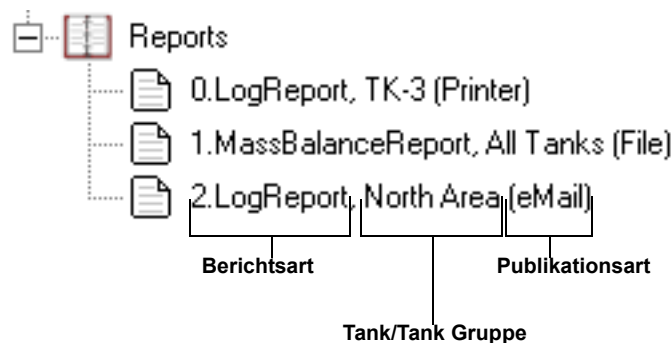 Reports
0.LogReport, TK-3 (Printer)
1.MassBalanceReport, All Tanks (File)
2.LogReport, North Area (eMail)
Berichtsart
Publikationsart
Tank/Tank Gruppe